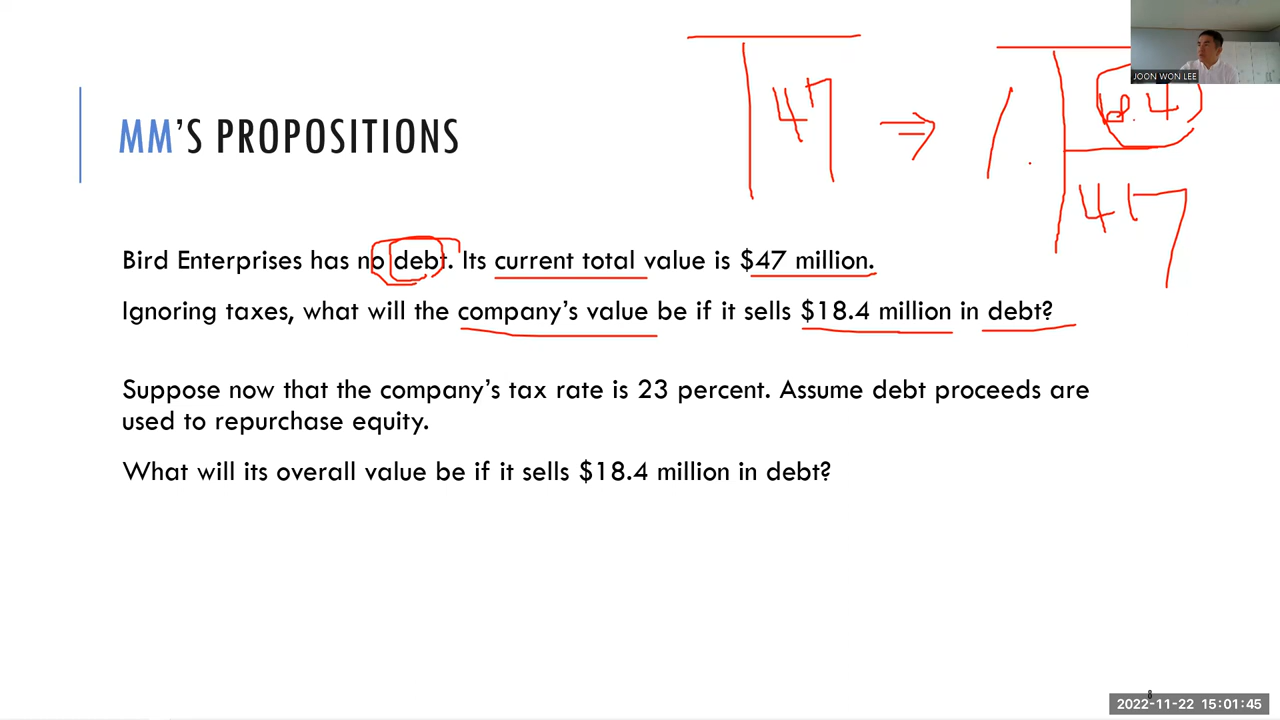 47
18.4
JOON WON LEE
47
MM'S PROPOSITIONS
Bird Enterprises has no debt. Its current total value is $47 million.
Ignoring taxes, what will the company's value be if it sells $18.4 million in debt?
Suppose now that the company's tax rate is 23 percent. Assume debt proceeds are
used to repurchase equity.
What will its overall value be if it sells $18.4 million in debt?
8
2022-11-22 15:01:45